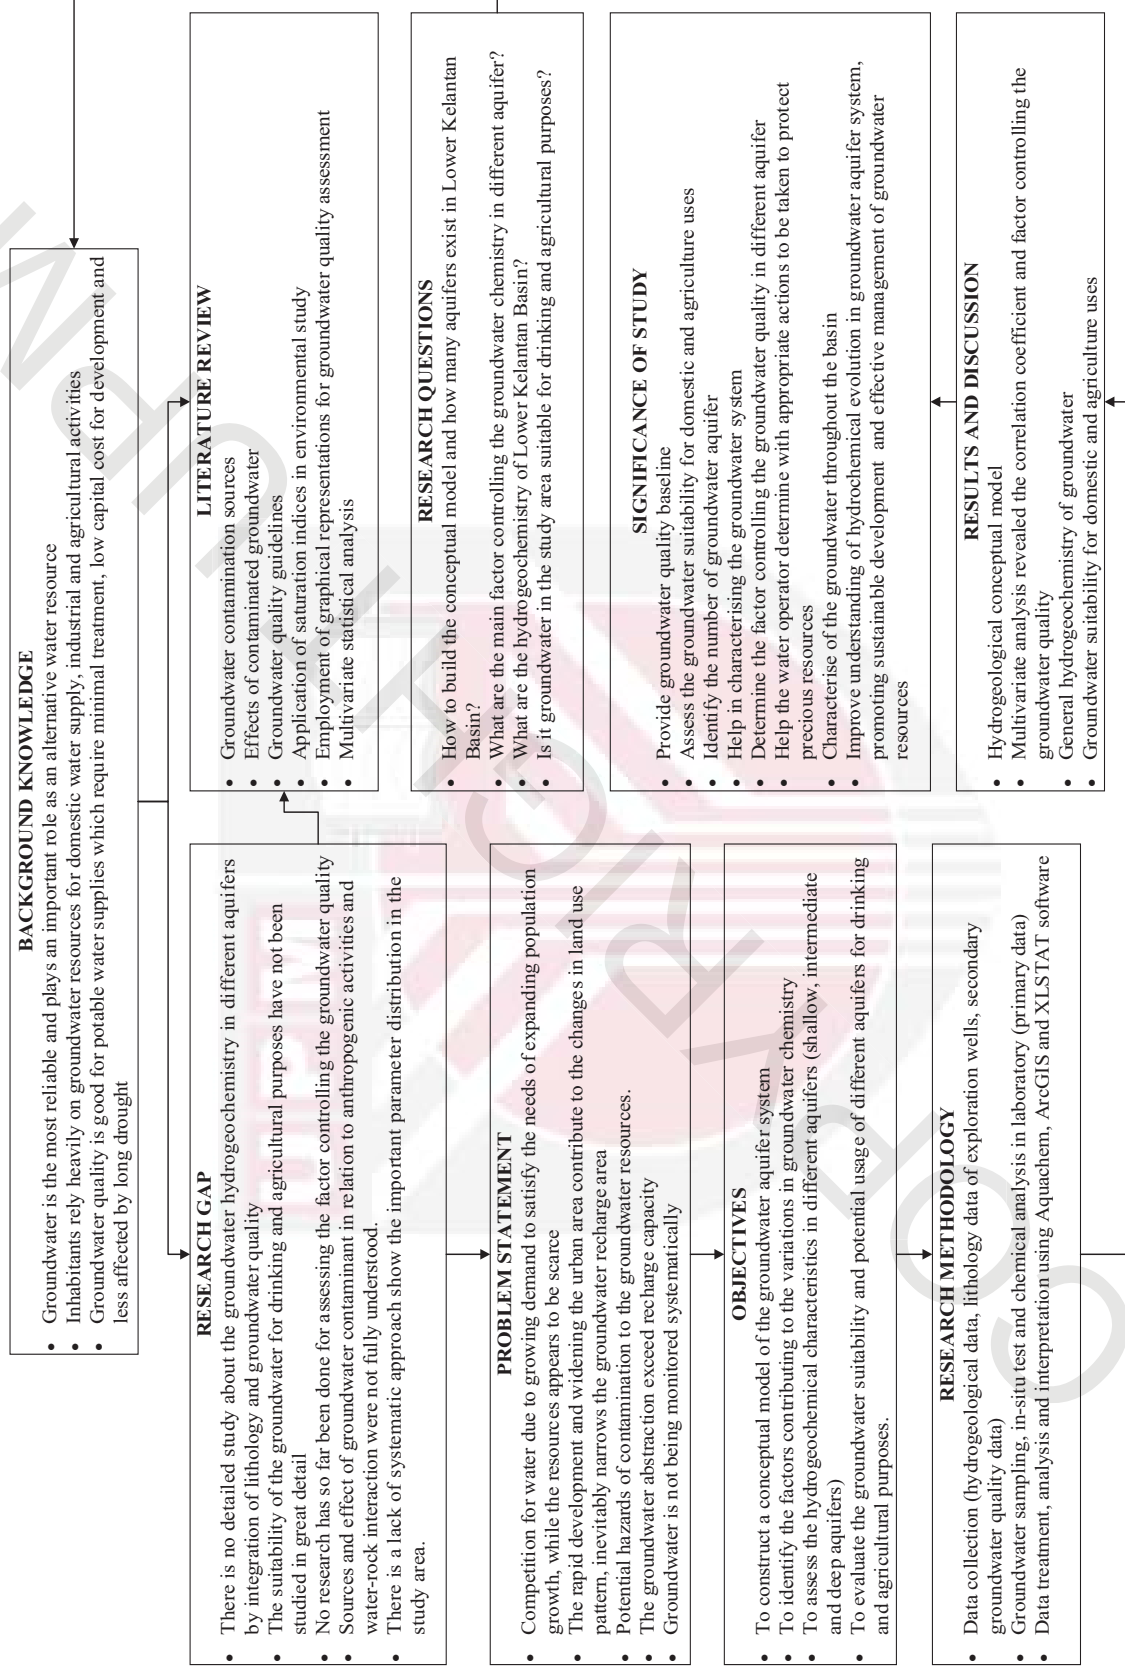 BACKGROUND KNOWLEDGE
• Groundwater is the most reliable and plays an important role as an alternative water resource
• Inhabitants rely heavily on groundwater resources for domestic water supply, industrial and agricultural activities
• Groundwater quality is good for potable water supplies which require minimal treatment, low capital cost for development and
less affected by long drought
RESEARCH GAP
• There is no detailed study about the groundwater hydrogeochemistry in different aquifers
by integration of lithology and groundwater quality
• The suitability of the groundwater for drinking and agricultural purposes have not been
studied in great detail
• No research has so far been done for assessing the factor controlling the groundwater quality
• Sources and effect of groundwater contaminant in relation to anthropogenic activities and
water-rock interaction were not fully understood.
• There is a lack of systematic approach show the important parameter distribution in the
study area.
LITERATURE REVIEW
• Groundwater contamination sources
• Effects of contaminated groundwater
• Groundwater quality guidelines
• Application of saturation indices in environmental study
• Employment of graphical representations for groundwater quality assessment
• Multivariate statistical analysis
PROBLEM STATEMENT
• Competition for water due to growing demand to satisfy the needs of expanding population
growth, while the resources appears to be scarce
• The rapid development and widening the urban area contribute to the changes in land use
pattern, inevitably narrows the groundwater recharge area
• Potential hazards of contamination to the groundwater resources.
• The groundwater abstraction exceed recharge capacity
• Groundwater is not being monitored systematically
RESEARCH QUESTIONS
• How to build the conceptual model and how many aquifers exist in Lower Kelantan
Basin?
• What are the main factor controlling the groundwater chemistry in different aquifer?
• What are the hydrogeochemistry of Lower Kelantan Basin?
• Is it groundwater in the study area suitable for drinking and agricultural purposes?
OBJECTIVES
• To construct a conceptual model of the groundwater aquifer system
• To identify the factors contributing to the variations in groundwater chemistry
• To assess the hydrogeochemical characteristics in different aquifers (shallow, intermediate
and deep aquifers)
• To evaluate the groundwater suitability and potential usage of different aquifers for drinking
and agricultural purposes.
SIGNIFICANCE OF STUDY
• Provide groundwater quality baseline
• Assess the groundwater suitability for domestic and agriculture uses
• Identify the number of groundwater aquifer
• Help in characterising the groundwater system
• Determine the factor controlling the groundwater quality in different aquifer
• Help the water operator determine with appropriate actions to be taken to protect
precious resources
• Characterise of the groundwater throughout the basin
• Improve understanding of hydrochemical evolution in groundwater aquifer system,
promoting sustainable development and effective management of groundwater
resources
RESEARCH METHODOLOGY
• Data collection (hydrogeological data, lithology data of exploration wells, secondary
groundwater quality data)
• Groundwater sampling, in-situ test and chemical analysis in laboratory (primary data)
• Data treatment, analysis and interpretation using Aquachem, ArcGIS and XLSTAT software
RESULTS AND DISCUSSION
• Hydrogeological conceptual model
• Multivariate analysis revealed the correlation coefficient and factor controlling the
groundwater quality
• General hydrogeochemistry of groundwater
• Groundwater suitability for domestic and agriculture uses
COPYRIGHT UPM
UPM